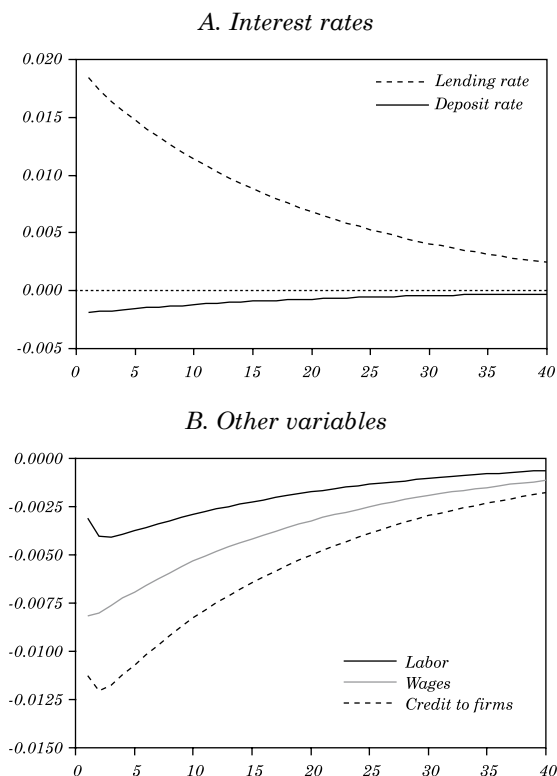 A. Interest rates
0.020
Lending rate
Deposit rate
0.015
0.010
0.005
0.000
-0.005
0 5 10 15 20 25 30 35 40
B. Other variables
0.0000
-0.0025
-0.0050
-0.0075
-0.0100
Labor
Wages
-0.0125
Credit to firms
-0.0150
0 5 10 15 20 25 30 35 40